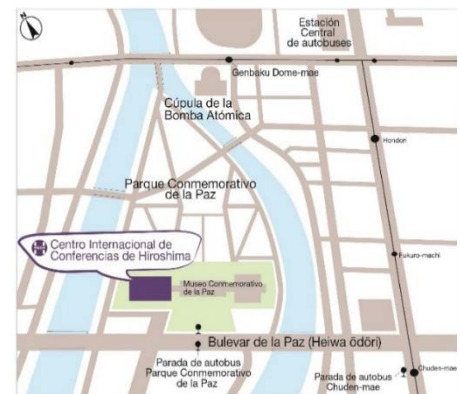 N
Estación
Central
de autobuses
Genbaku Dome-mae
Cúpula de la
Bomba Atómica
Hondori
Parque Conmemorativo
de la Paz
Centro Internacional de
Conferencias de Hiroshima
Fukuro-machi
Museo Conmemorativo
de la Paz
Bulevar de la Paz (Heiwa ōdōri)
Parada de autobus
Parque Conmemorativo
de la Paz
Chuden-mae
Parada de autobus
Chuden-mae